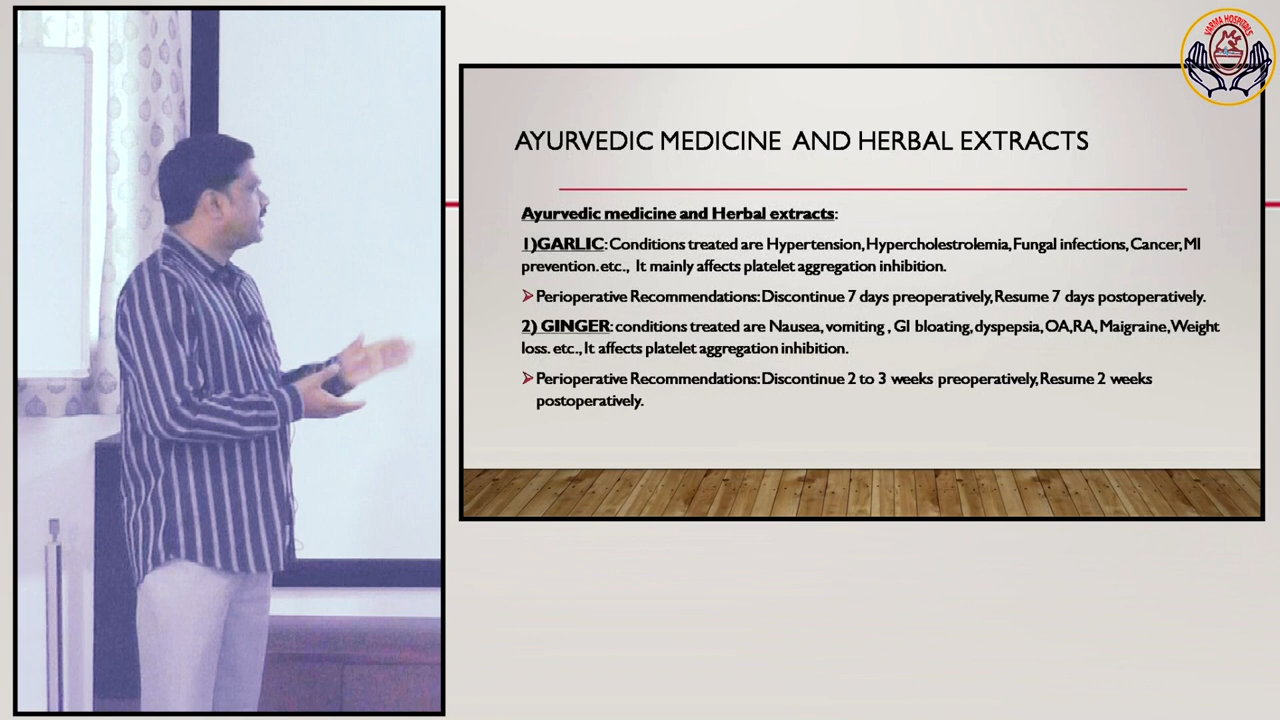 VARMA HOSPITALS
AYURVEDIC MEDICINE AND HERBAL EXTRACTS
Ayurvedic medicine and Herbal extracts:
1)GARLIC: Conditions treated are Hypertension, Hypercholestrolemia, Fungal infections, Cancer, MI
prevention.etc., It mainly affects platelet aggregation inhibition.
Perioperative Recommendations: Discontinue 7 days preoperatively, Resume 7 days postoperatively.
2) GINGER: conditions treated are Nausea, vomiting , GI bloating, dyspepsia, OA,RA, Maigraine, Weight
loss. etc., It affects platelet aggregation inhibition.
Perioperative Recommendations: Discontinue 2 to 3 weeks preoperatively, Resume 2 weeks
postoperatively.